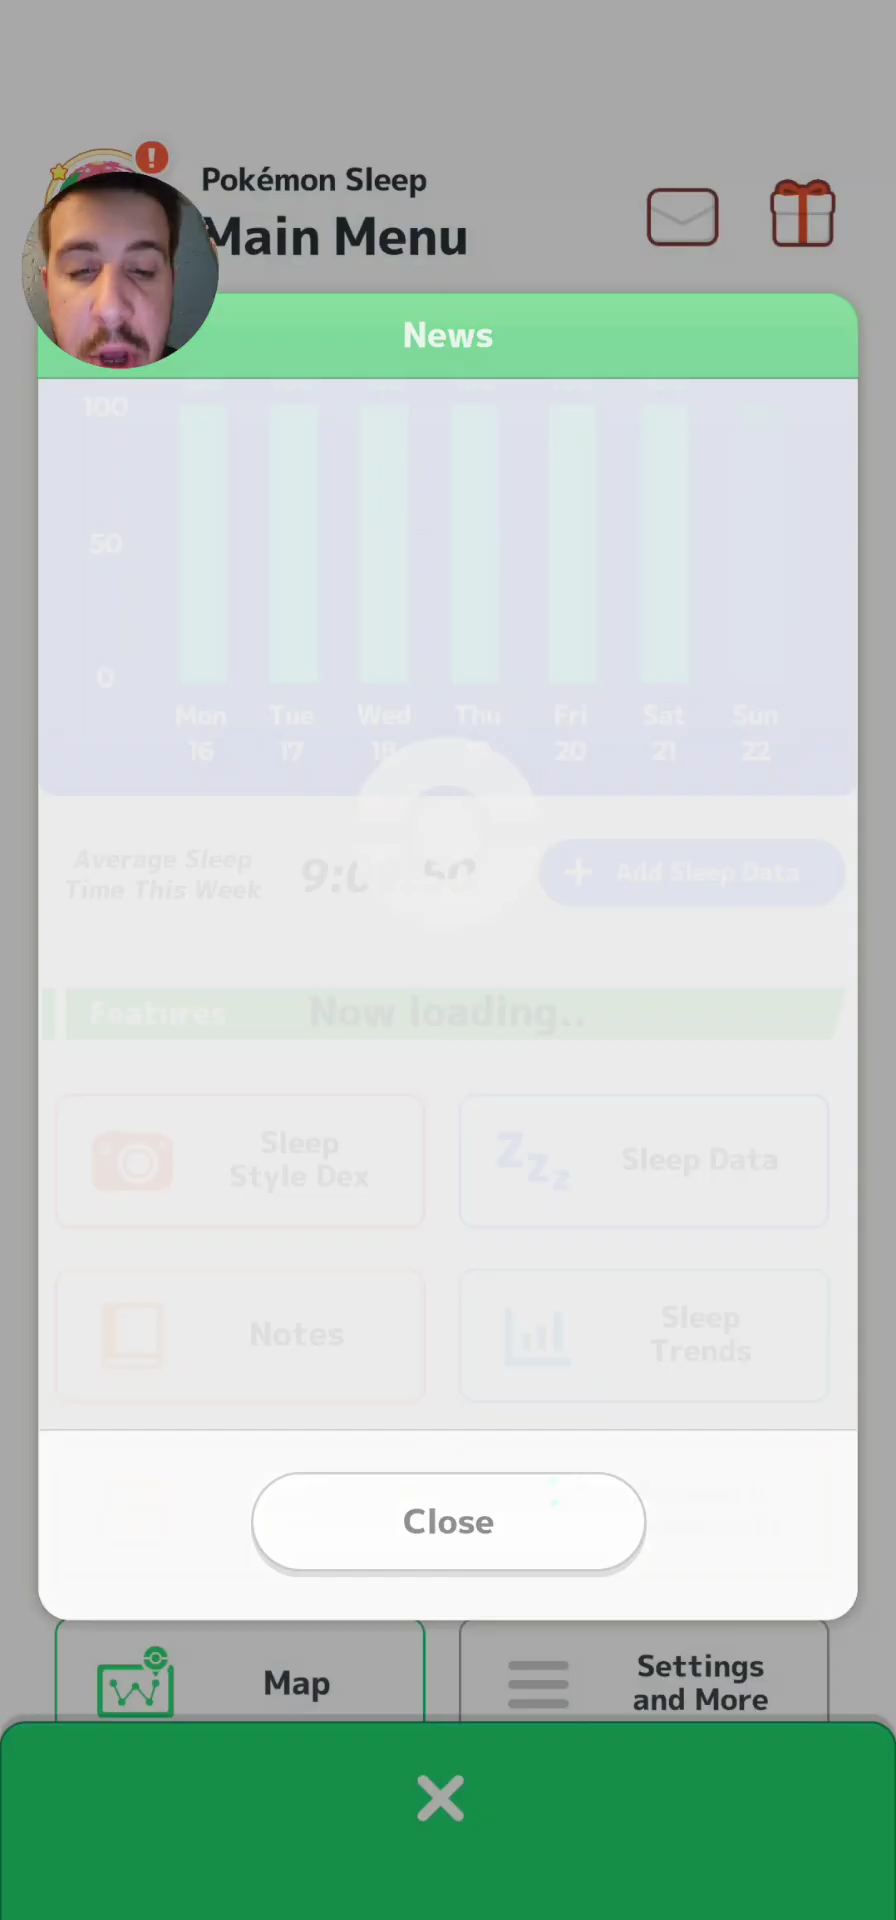 Pokémon Sleep
Main Menu
News
100
50
0
Mon Tue Wed Thu Fri Sat Sun
16 17 18 20 21 22
Average Sleep
Time This Week
Add Sleep Data
Features
Now loading..
Sleep
Style Dex
Sleep Data
Notes
Sleep
Trends
Close
Map
Settings
and More